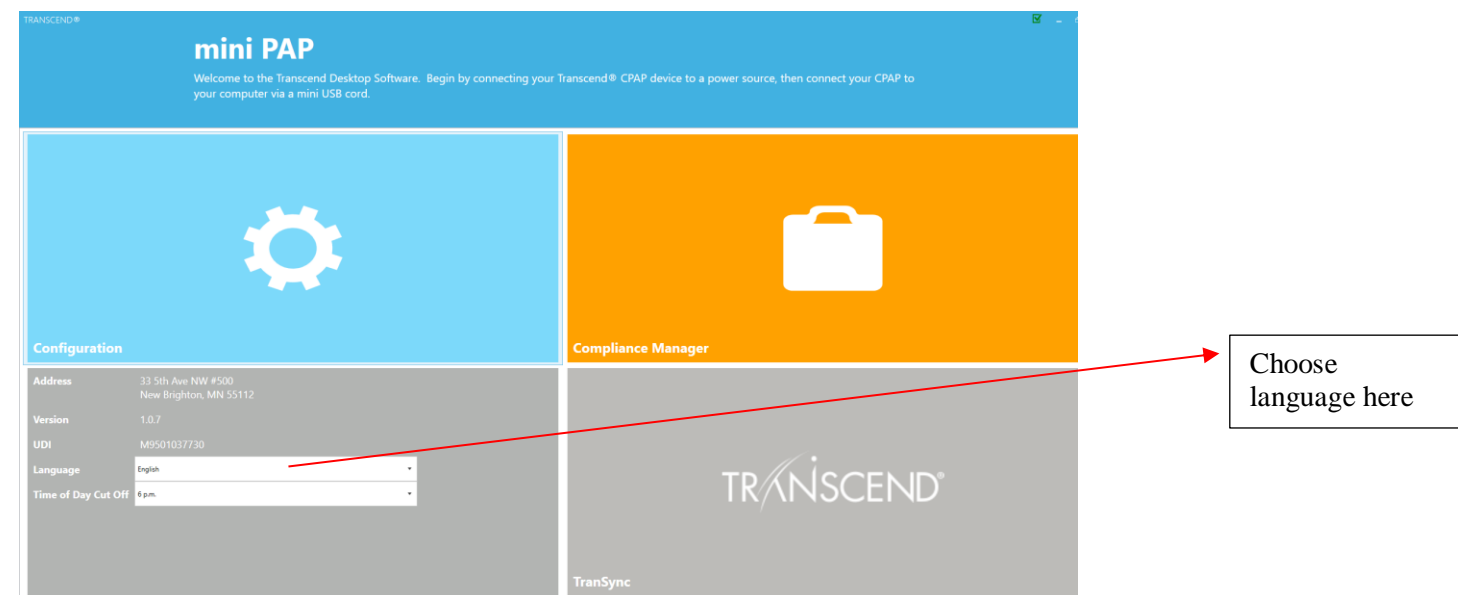 TRANSCEND®
mini PAP
Welcome to the Transcend Desktop Software. Begin by connecting your Transcend® CPAP device to a power source, then connect your CPAP to
your computer via a mini USB cord.
Configuration
Compliance Manager
Address 33 5th Ave NW #500
New Brighton, MN 55112
Version 1.0.7
UDI M9501037730
Language English
Time of Day Cut Off 6 p.m.
TRANSCEND®
TranSync
Choose
language here